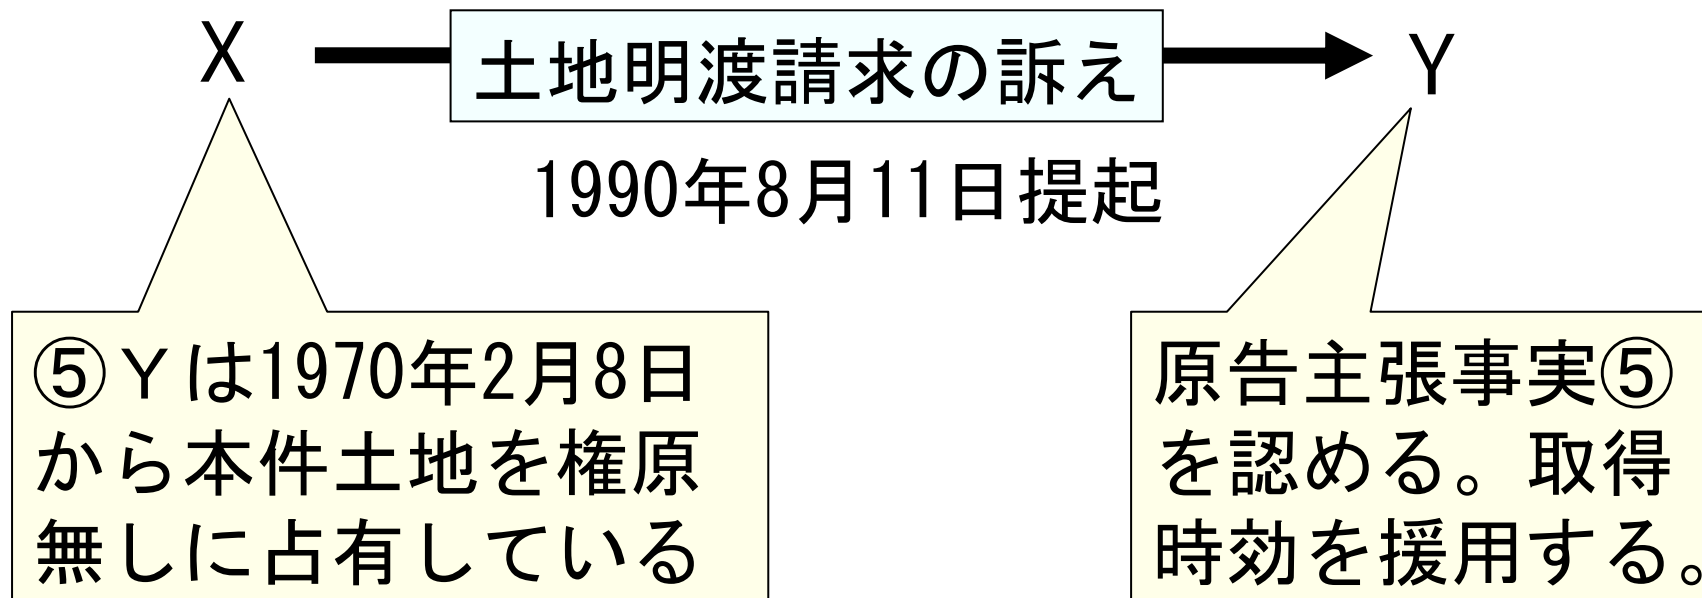 X
土地明渡請求の訴え
Y
1990年8月11日提起
⑤Yは1970年2月8日
から本件土地を権原
無しに占有している
原告主張事実⑤
を認める。取得
時効を援用する。